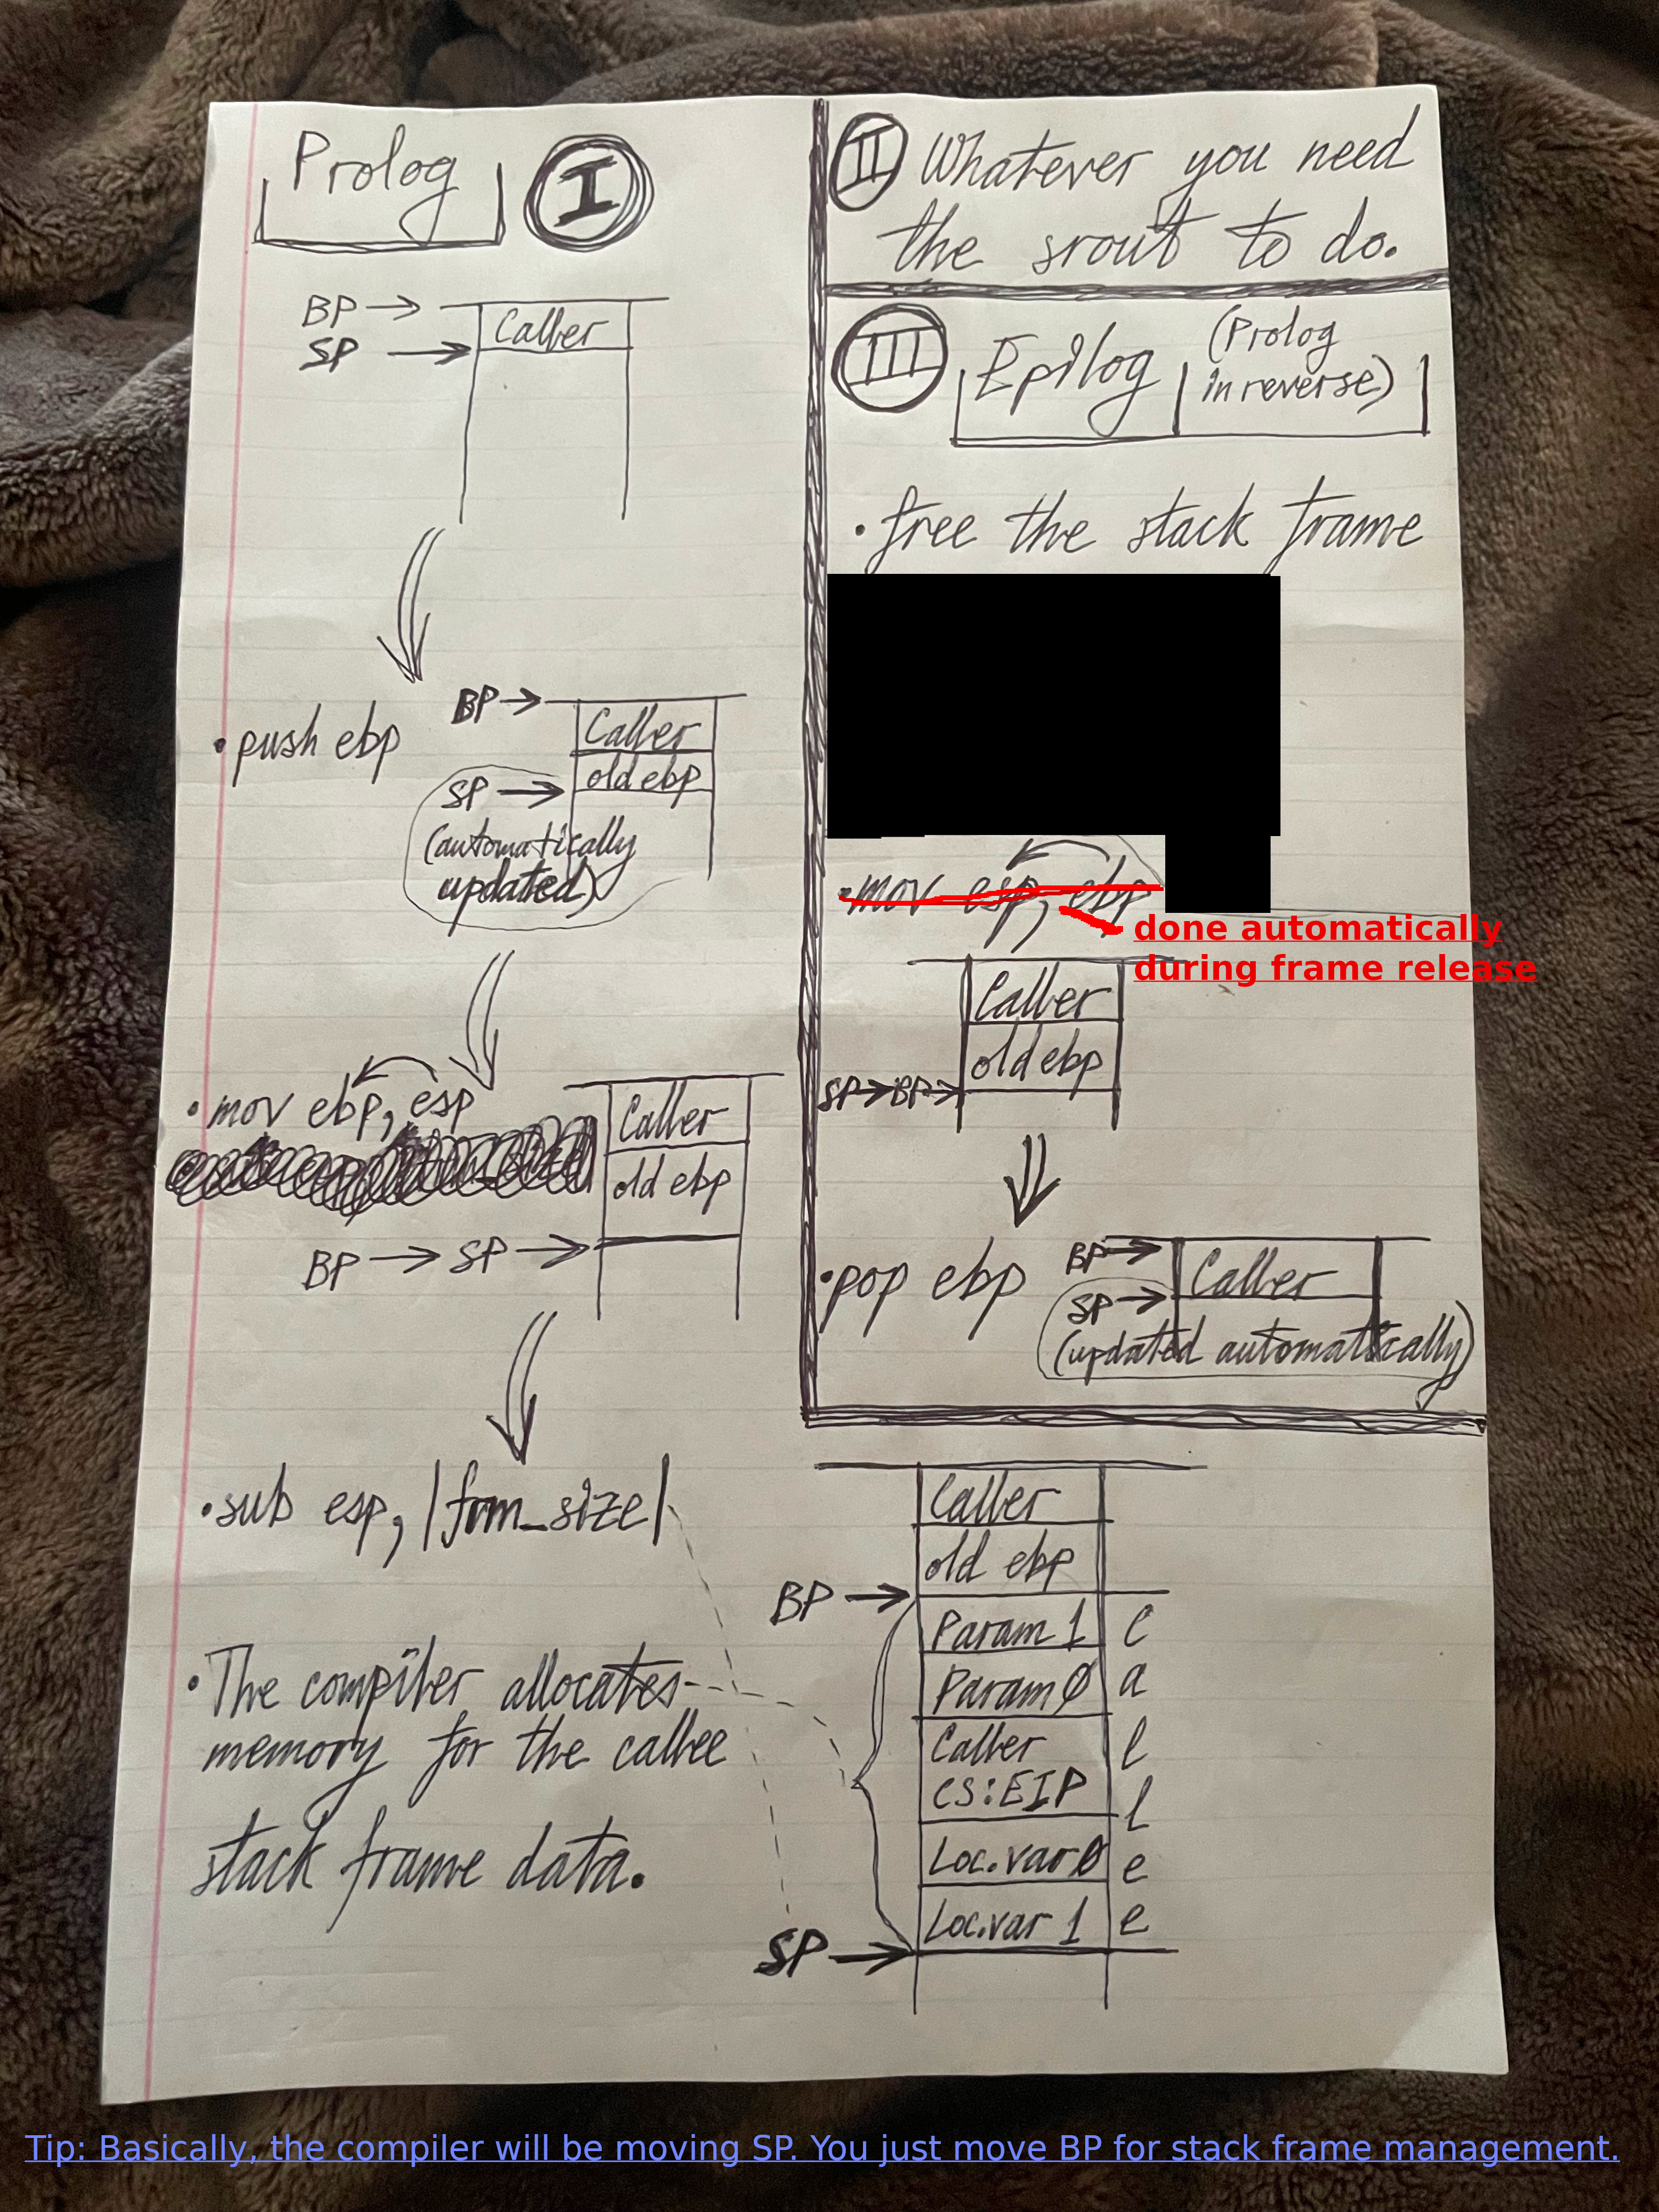 Prolog I
BP
SP
Caller
push ebp
BP
Caller
old ebp
SP
(automatically
updated)
mov ebp, esp
Caller
old ebp
BP SP
sub esp, |frm_size|
The compiler allocates
memory for the callee
stack frame data.
II Whatever you need
the srout to do.
III Epilog (Prolog
in reverse)
free the stack frame
mov esp, ebp
done automatically
during frame release
Caller
old ebp
SP BP
pop ebp
BP
Caller
SP
(updated automatically)
Caller
old ebp
BP
Param 1
Param 0
Caller
CS:EIP
Loc.var 0
Loc.var 1
Callee
SP
Tip: Basically, the compiler will be moving SP. You just move BP for stack frame management.